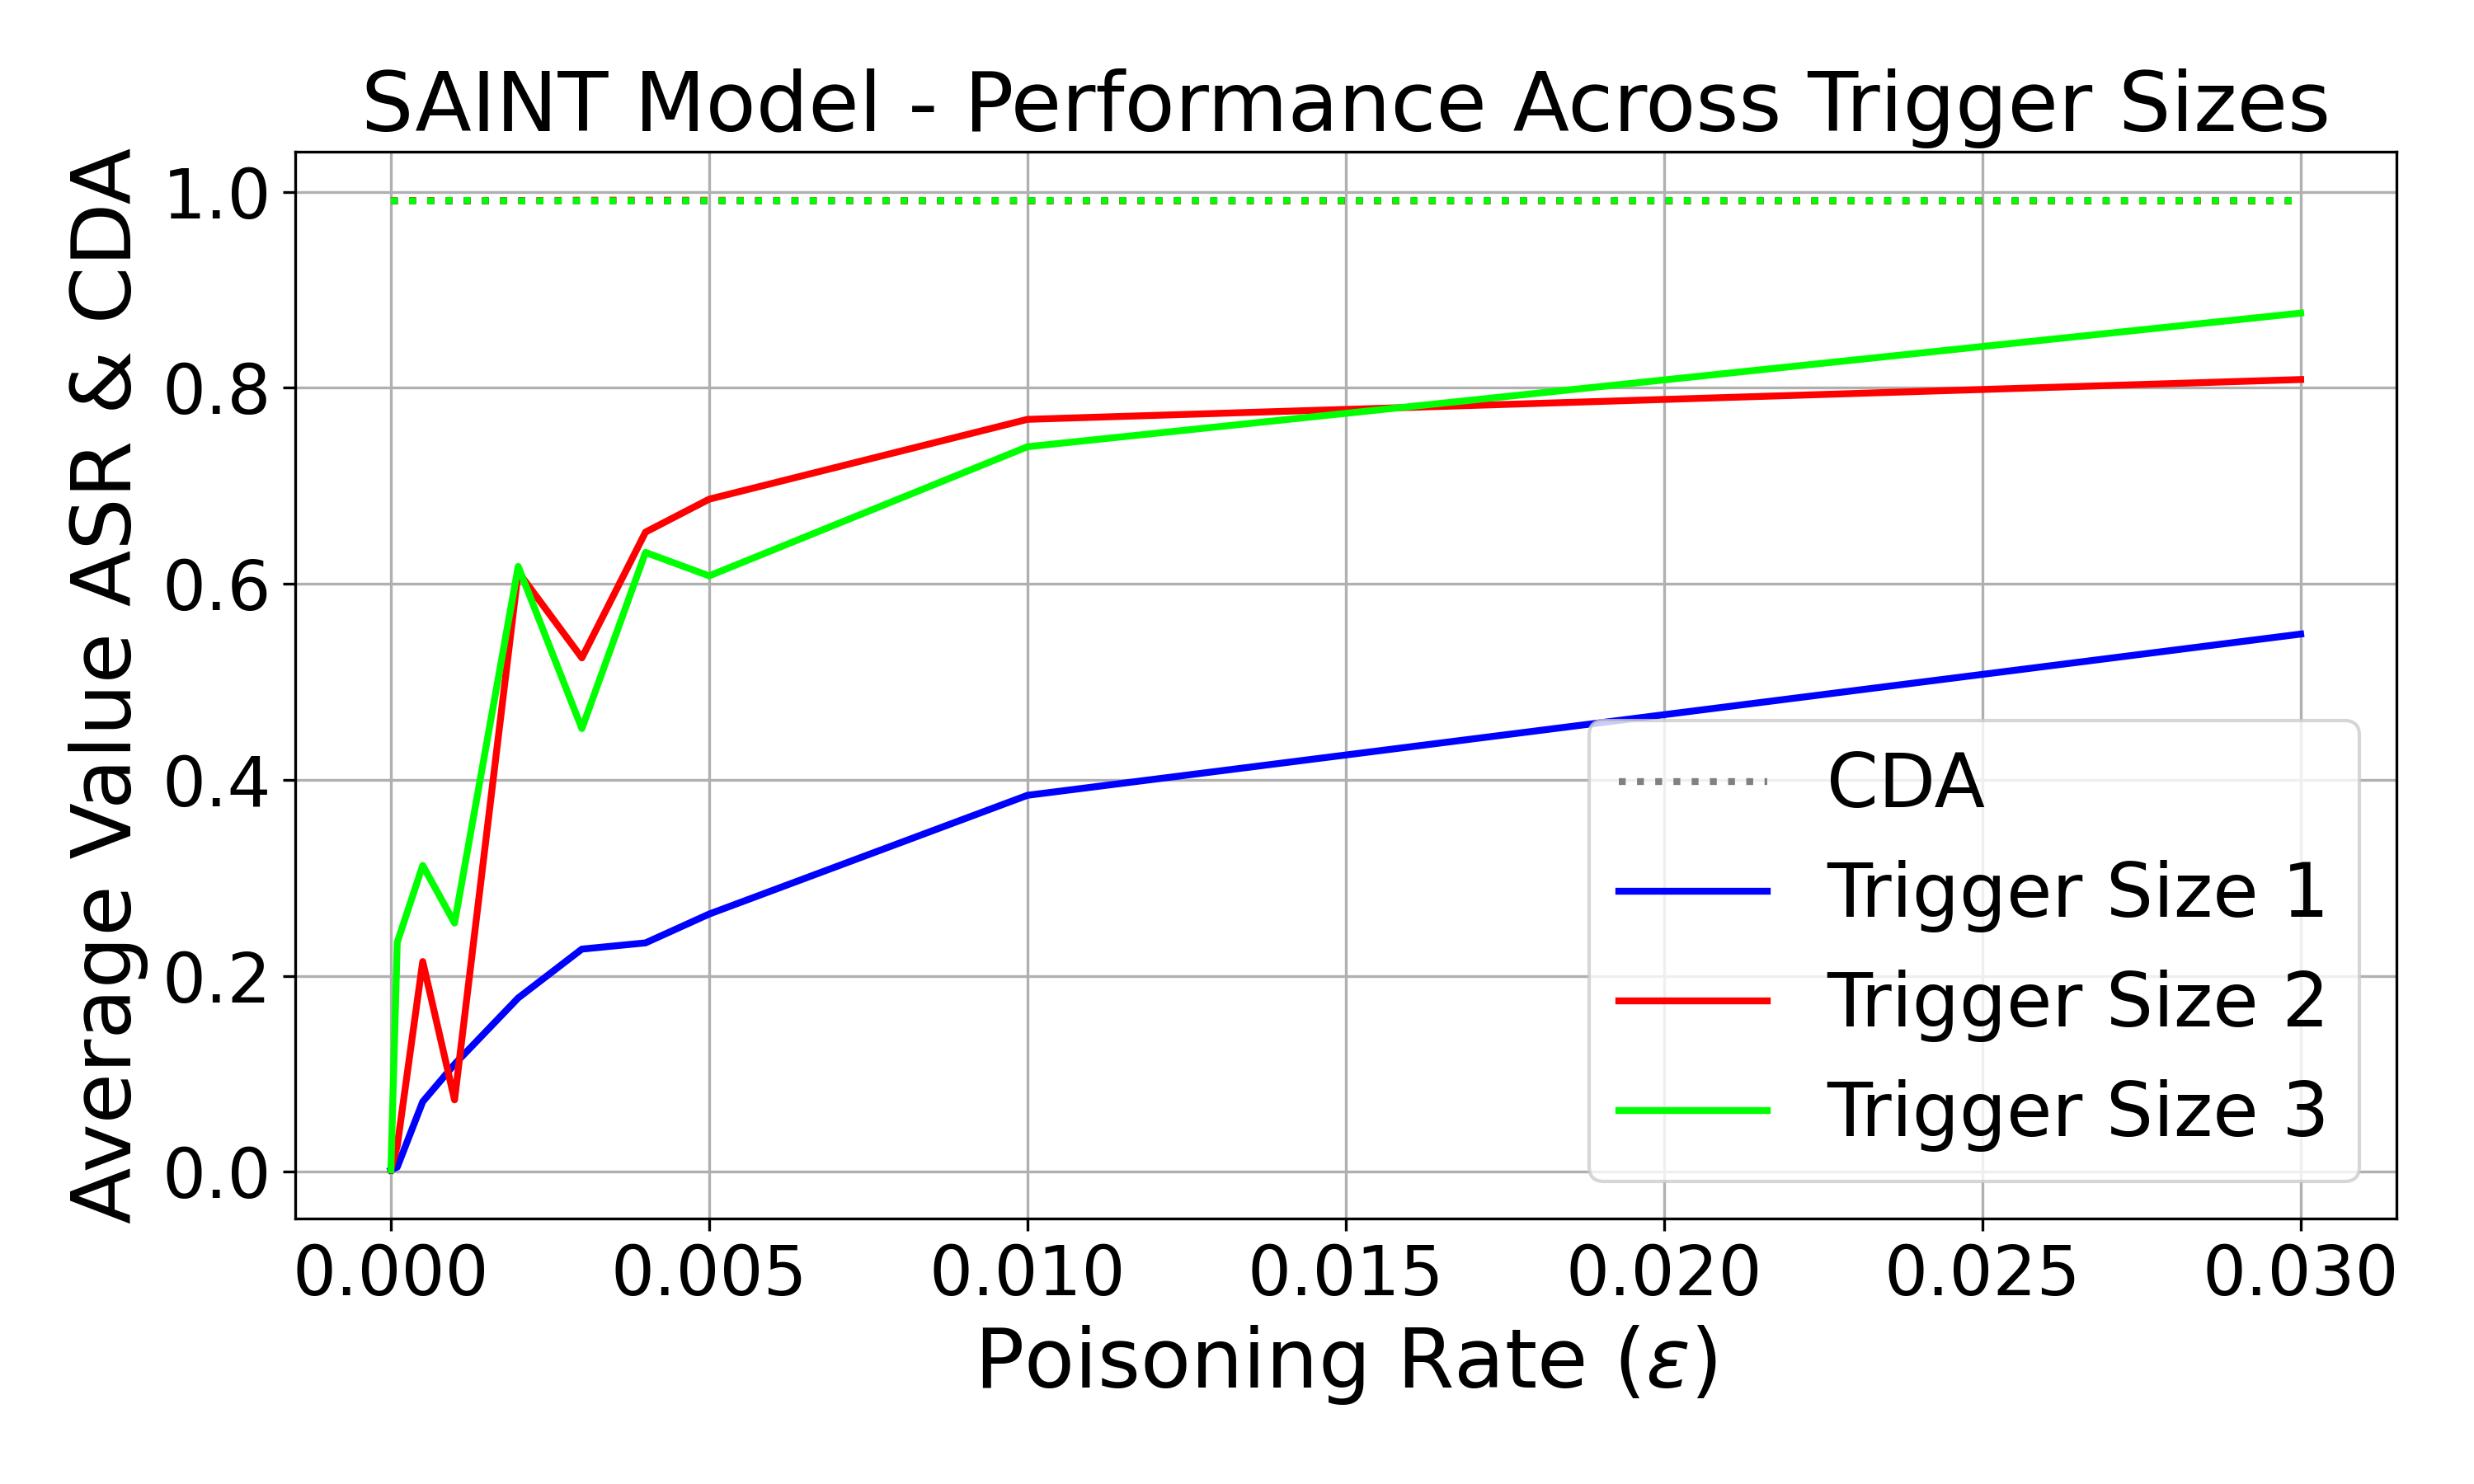 SAINT Model - Performance Across Trigger Sizes
Average Value ASR & CDA
1.0
0.8
0.6
0.4
0.2
0.0
CDA
Trigger Size 1
Trigger Size 2
Trigger Size 3
0.000 0.005 0.010 0.015 0.020 0.025 0.030
Poisoning Rate (ε)